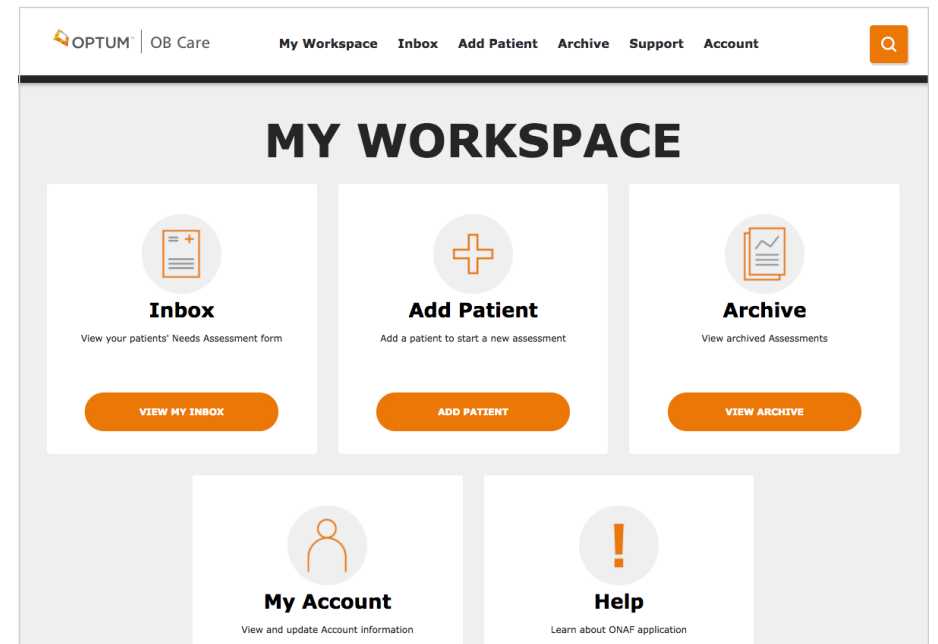 OPTUM™ | OB Care
My Workspace Inbox Add Patient Archive Support Account
MY WORKSPACE
Inbox
View your patients' Needs Assessment form
VIEW MY INBOX
Add Patient
Add a patient to start a new assessment
ADD PATIENT
Archive
View archived Assessments
VIEW ARCHIVE
My Account
View and update Account information
Help
Learn about ONAF application